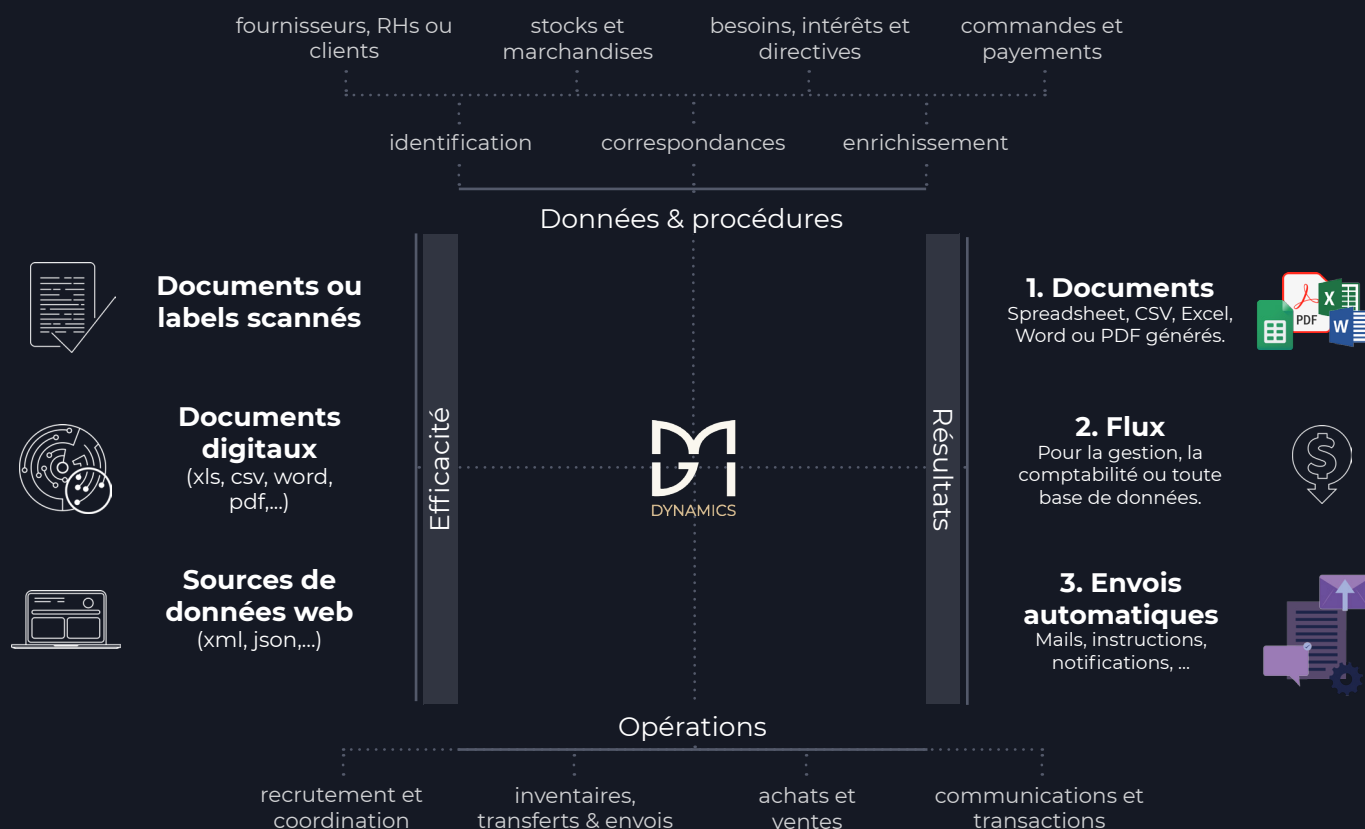 fournisseurs, RHs ou
clients
stocks et
marchandises
besoins, intérêts et
directives
commandes et
payements
identification
correspondances
enrichissement
Données & procédures
Documents ou
labels scannés
Documents
digitaux
(xls, csv, word,
pdf,...)
Sources de
données web
(xml, json,...)
Efficacité
DM
DYNAMICS
Résultats
1. Documents
Spreadsheet, CSV, Excel,
Word ou PDF générés.
PDF
X
W
2. Flux
Pour la gestion, la
comptabilité ou toute
base de données.
$
3. Envois
automatiques
Mails, instructions,
notifications, ...
Opérations
recrutement et
coordination
inventaires,
transferts & envois
achats et
ventes
communications et
transactions